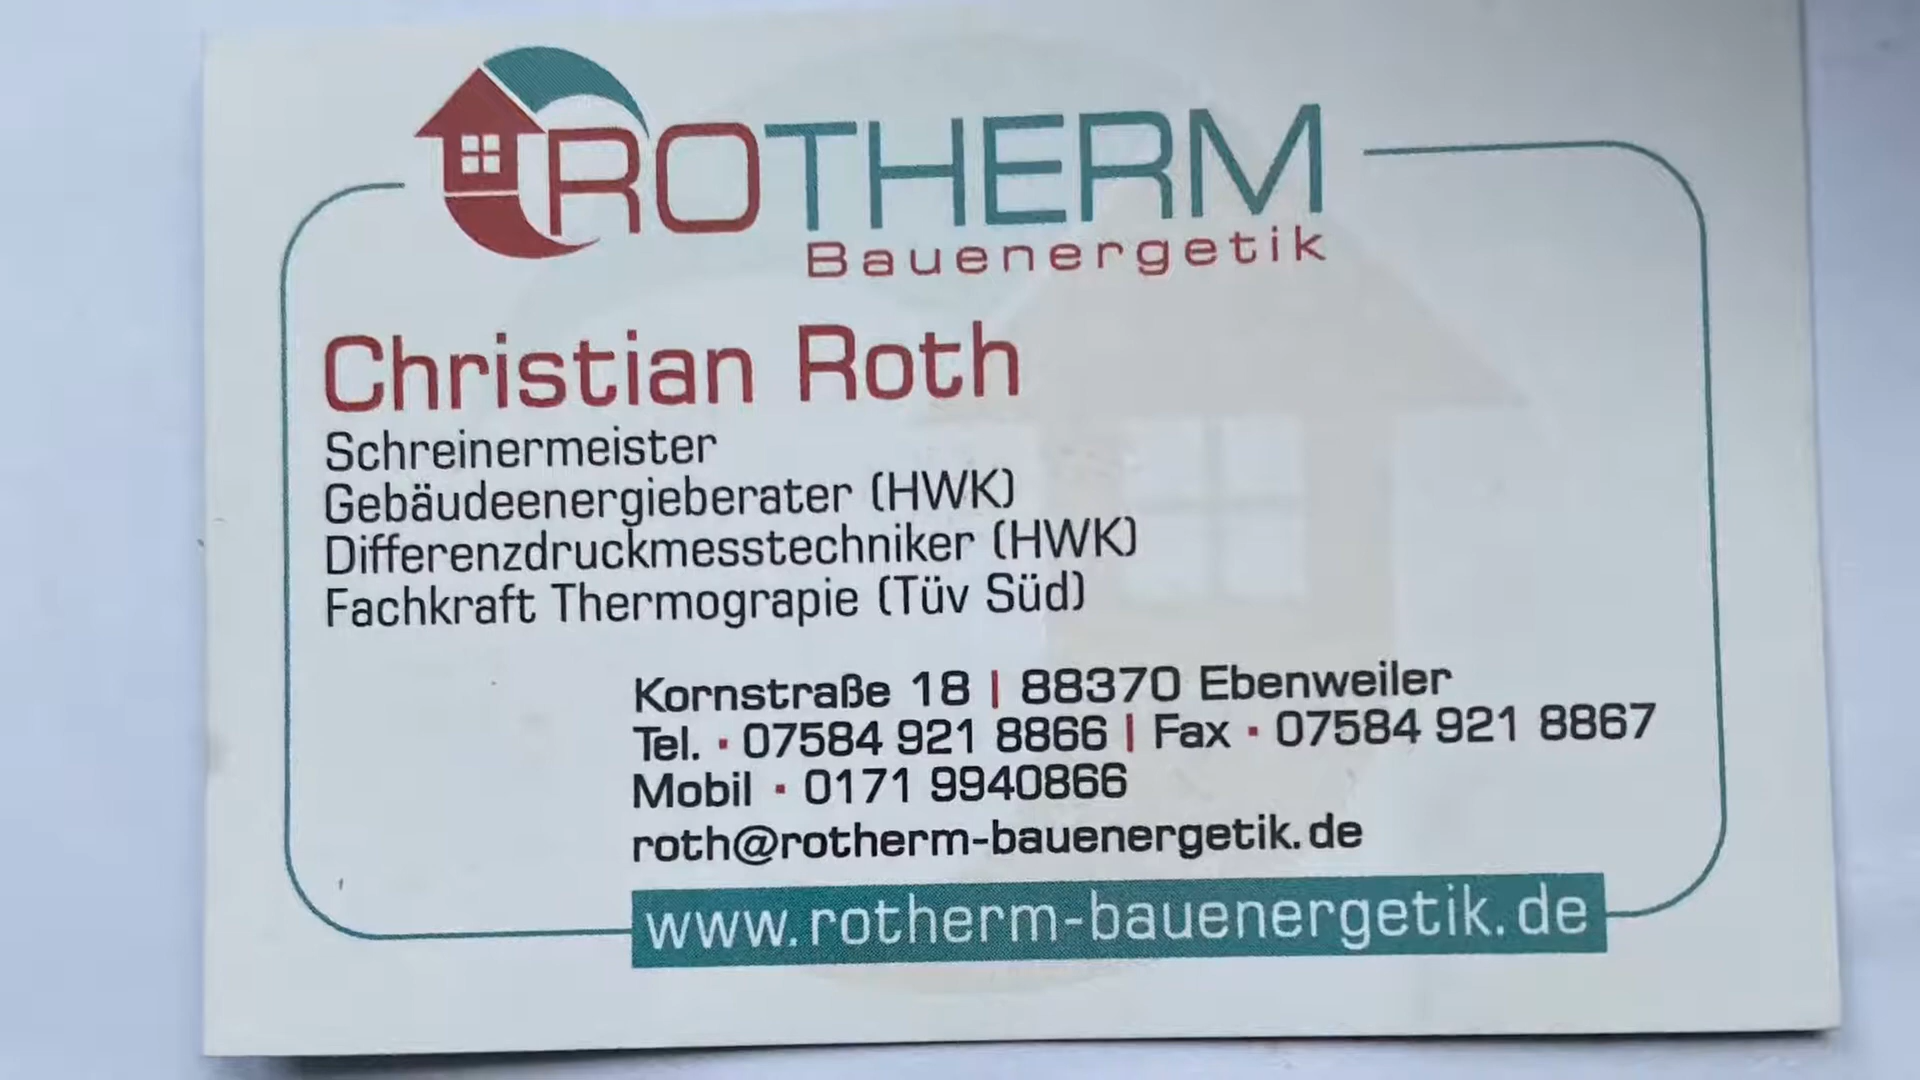 ROTHERM
Bauenergetik
Christian Roth
Schreinermeister
Gebäudeenergieberater (HWK)
Differenzdruckmesstechniker (HWK)
Fachkraft Thermograpie (Tüv Süd)
Kornstraße 18 | 88370 Ebenweiler
Tel. · 07584 921 8866 | Fax · 07584 921 8867
Mobil · 0171 9940866
roth@rotherm-bauenergetik.de
www.rotherm-bauenergetik.de